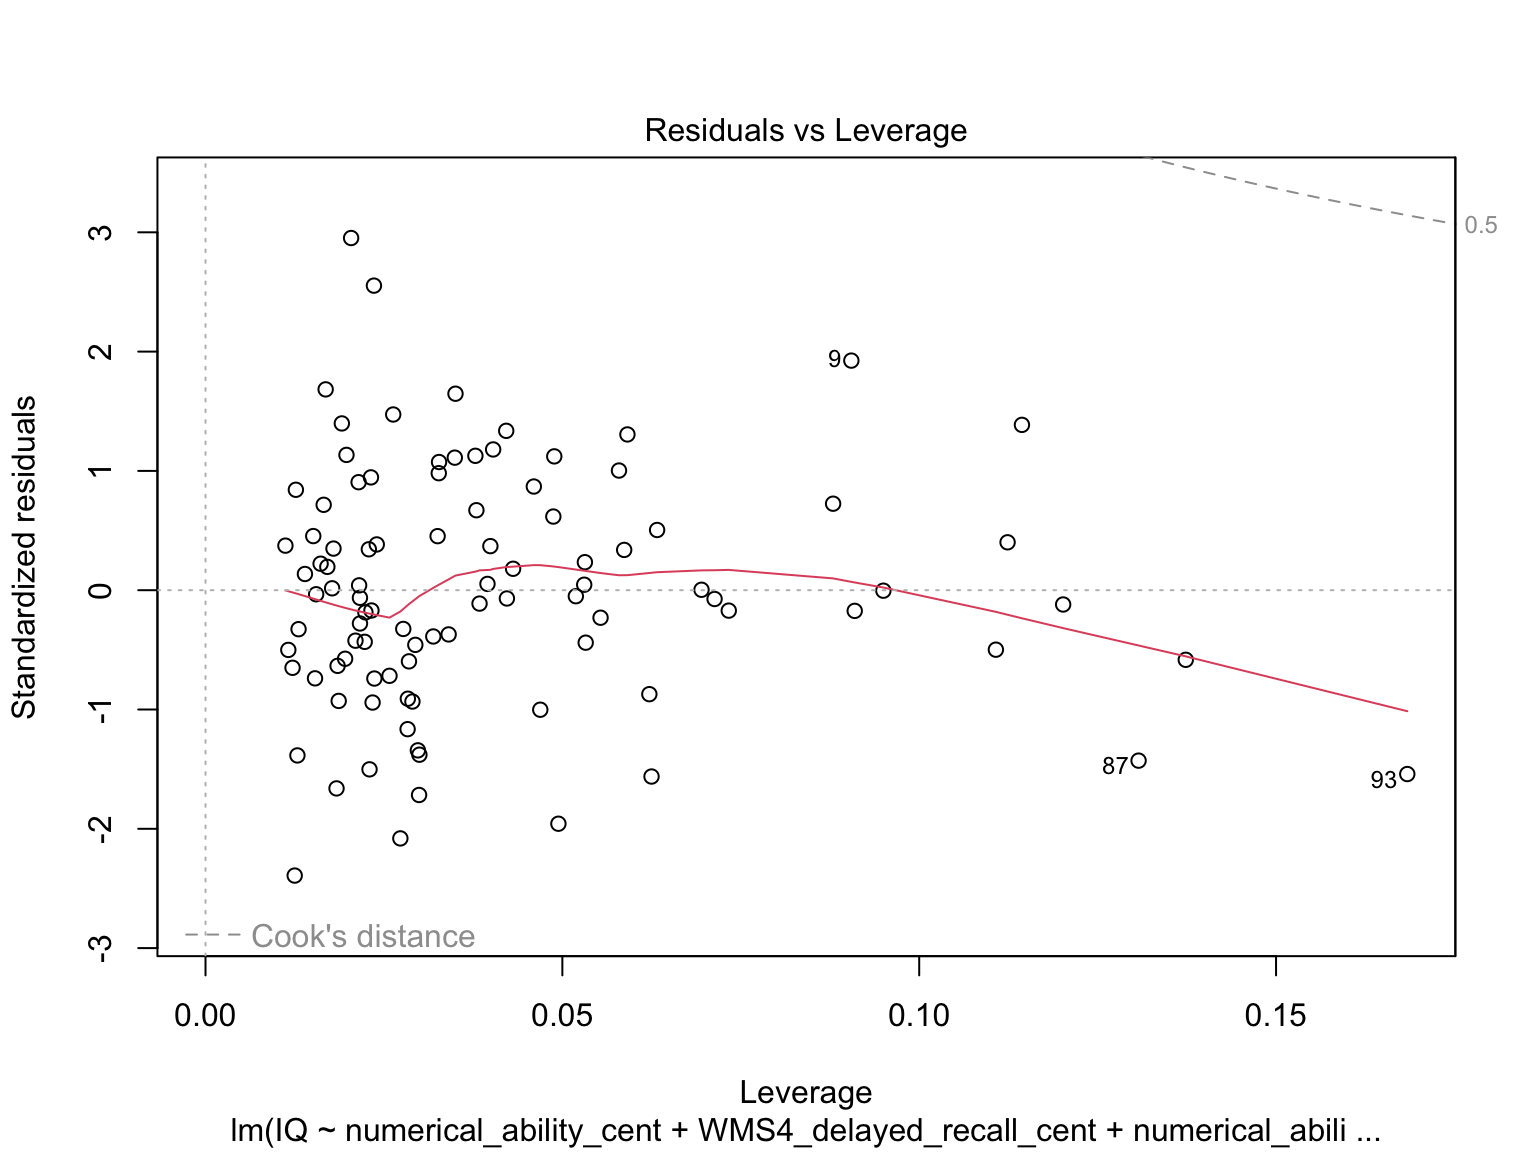 Residuals vs Leverage
Standardized residuals
3
2
1
0
-1
-2
-3
0.5
9
87
93
Cook's distance
0.00 0.05 0.10 0.15
Leverage
lm(IQ ~ numerical_ability_cent + WMS4_delayed_recall_cent + numerical_abili ...